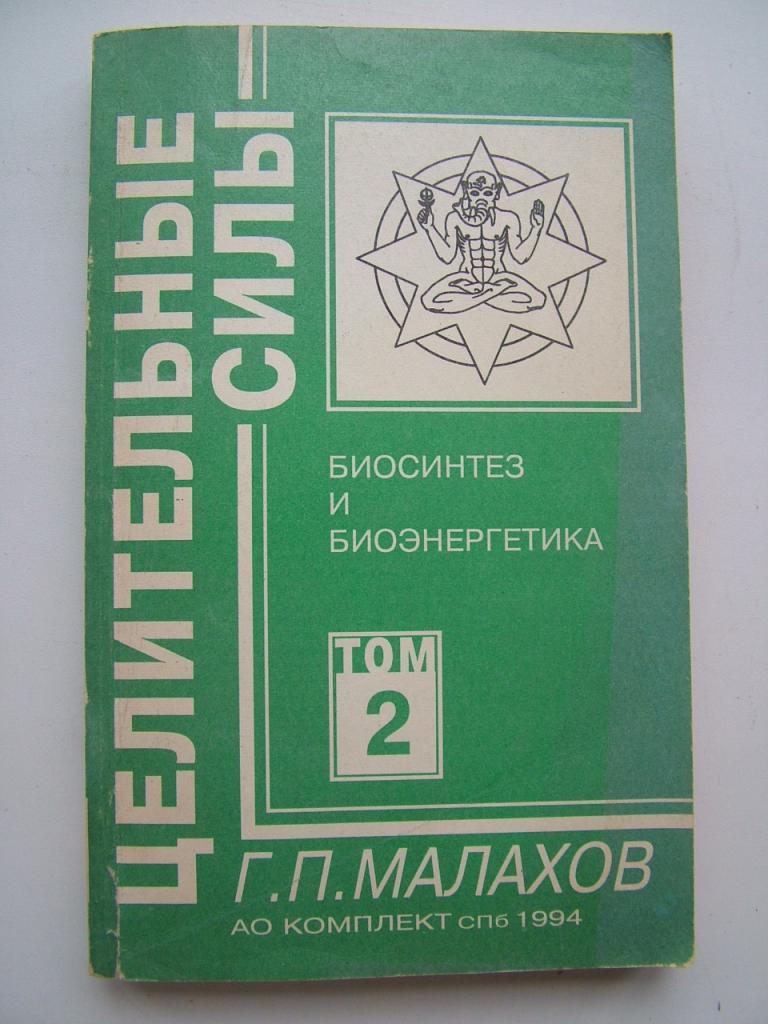 ЦЕЛИТЕЛЬНЫЕ
СИЛЫ
БИОСИНТЕЗ
И
БИОЭНЕРГЕТИКА
ТОМ
2
Г.П.МАЛАХОВ
АО КОМПЛЕКТ СПб 1994